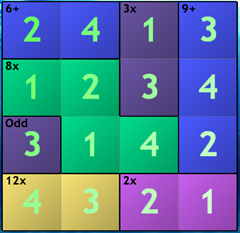 6+ 3x 9+
2 4 1 3
8x
1 2 3 4
Odd
3 1 4 2
12x 2x
4 3 2 1